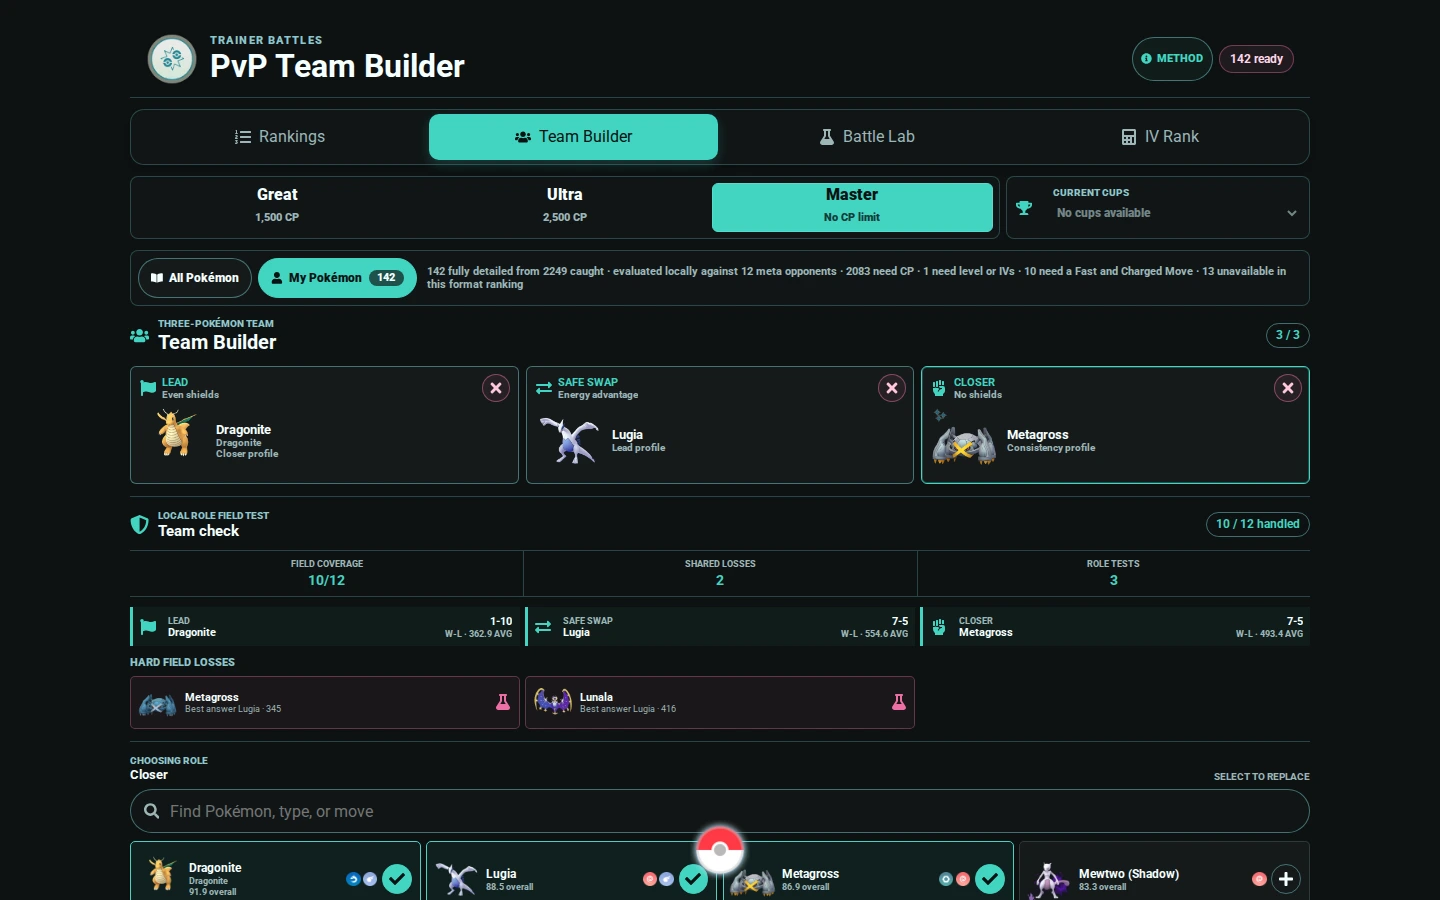 TRAINER BATTLES
PvP Team Builder
METHOD
142 ready
Rankings
Team Builder
Battle Lab
IV Rank
Great
1,500 CP
Ultra
2,500 CP
Master
No CP limit
CURRENT CUPS
No cups available
All Pokémon
My Pokémon 142
142 fully detailed from 2249 caught · evaluated locally against 12 meta opponents · 2083 need CP · 1 need level or IVs · 10 need a Fast and Charged Move · 13 unavailable in
this format ranking
THREE-POKÉMON TEAM
Team Builder
3 / 3
LEAD
Even shields
Dragonite
Dragonite
Closer profile
SAFE SWAP
Energy advantage
Lugia
Lead profile
CLOSER
No shields
Metagross
Consistency profile
LOCAL ROLE FIELD TEST
Team check
10 / 12 handled
FIELD COVERAGE
10/12
SHARED LOSSES
2
ROLE TESTS
3
LEAD
Dragonite
1-10
W-L · 362.9 AVG
SAFE SWAP
Lugia
7-5
W-L · 554.6 AVG
CLOSER
Metagross
7-5
W-L · 493.4 AVG
HARD FIELD LOSSES
Metagross
Best answer Lugia · 345
Lunala
Best answer Lugia · 416
CHOOSING ROLE
Closer
SELECT TO REPLACE
Find Pokémon, type, or move
Dragonite
Dragonite
91.9 overall
Lugia
88.5 overall
Metagross
86.9 overall
Mewtwo (Shadow)
83.3 overall